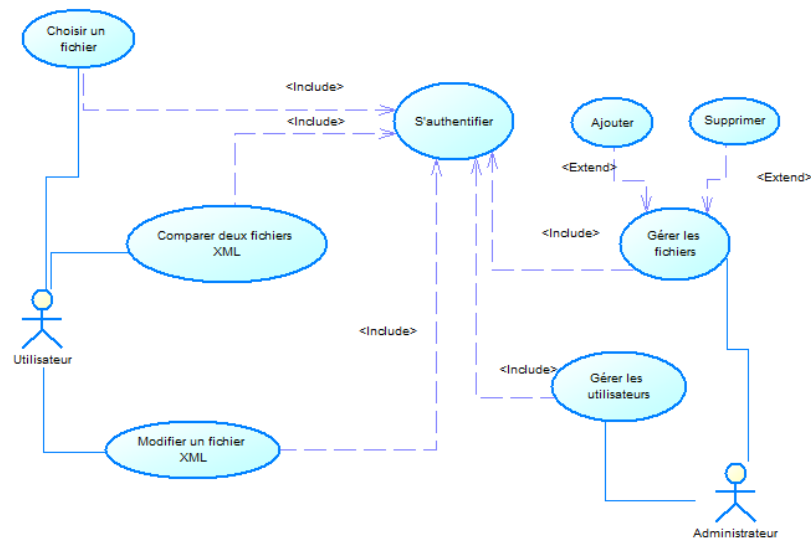 Choisir un
fichier
<Include>
<Include>
S'authentifier
Ajouter
Supprimer
<Extend>
<Extend>
Comparer deux fichiers
XML
<Include>
Gérer les
fichiers
Utilisateur
<Include>
<Include>
Gérer les
utilisateurs
Modifier un fichier
XML
Administrateur